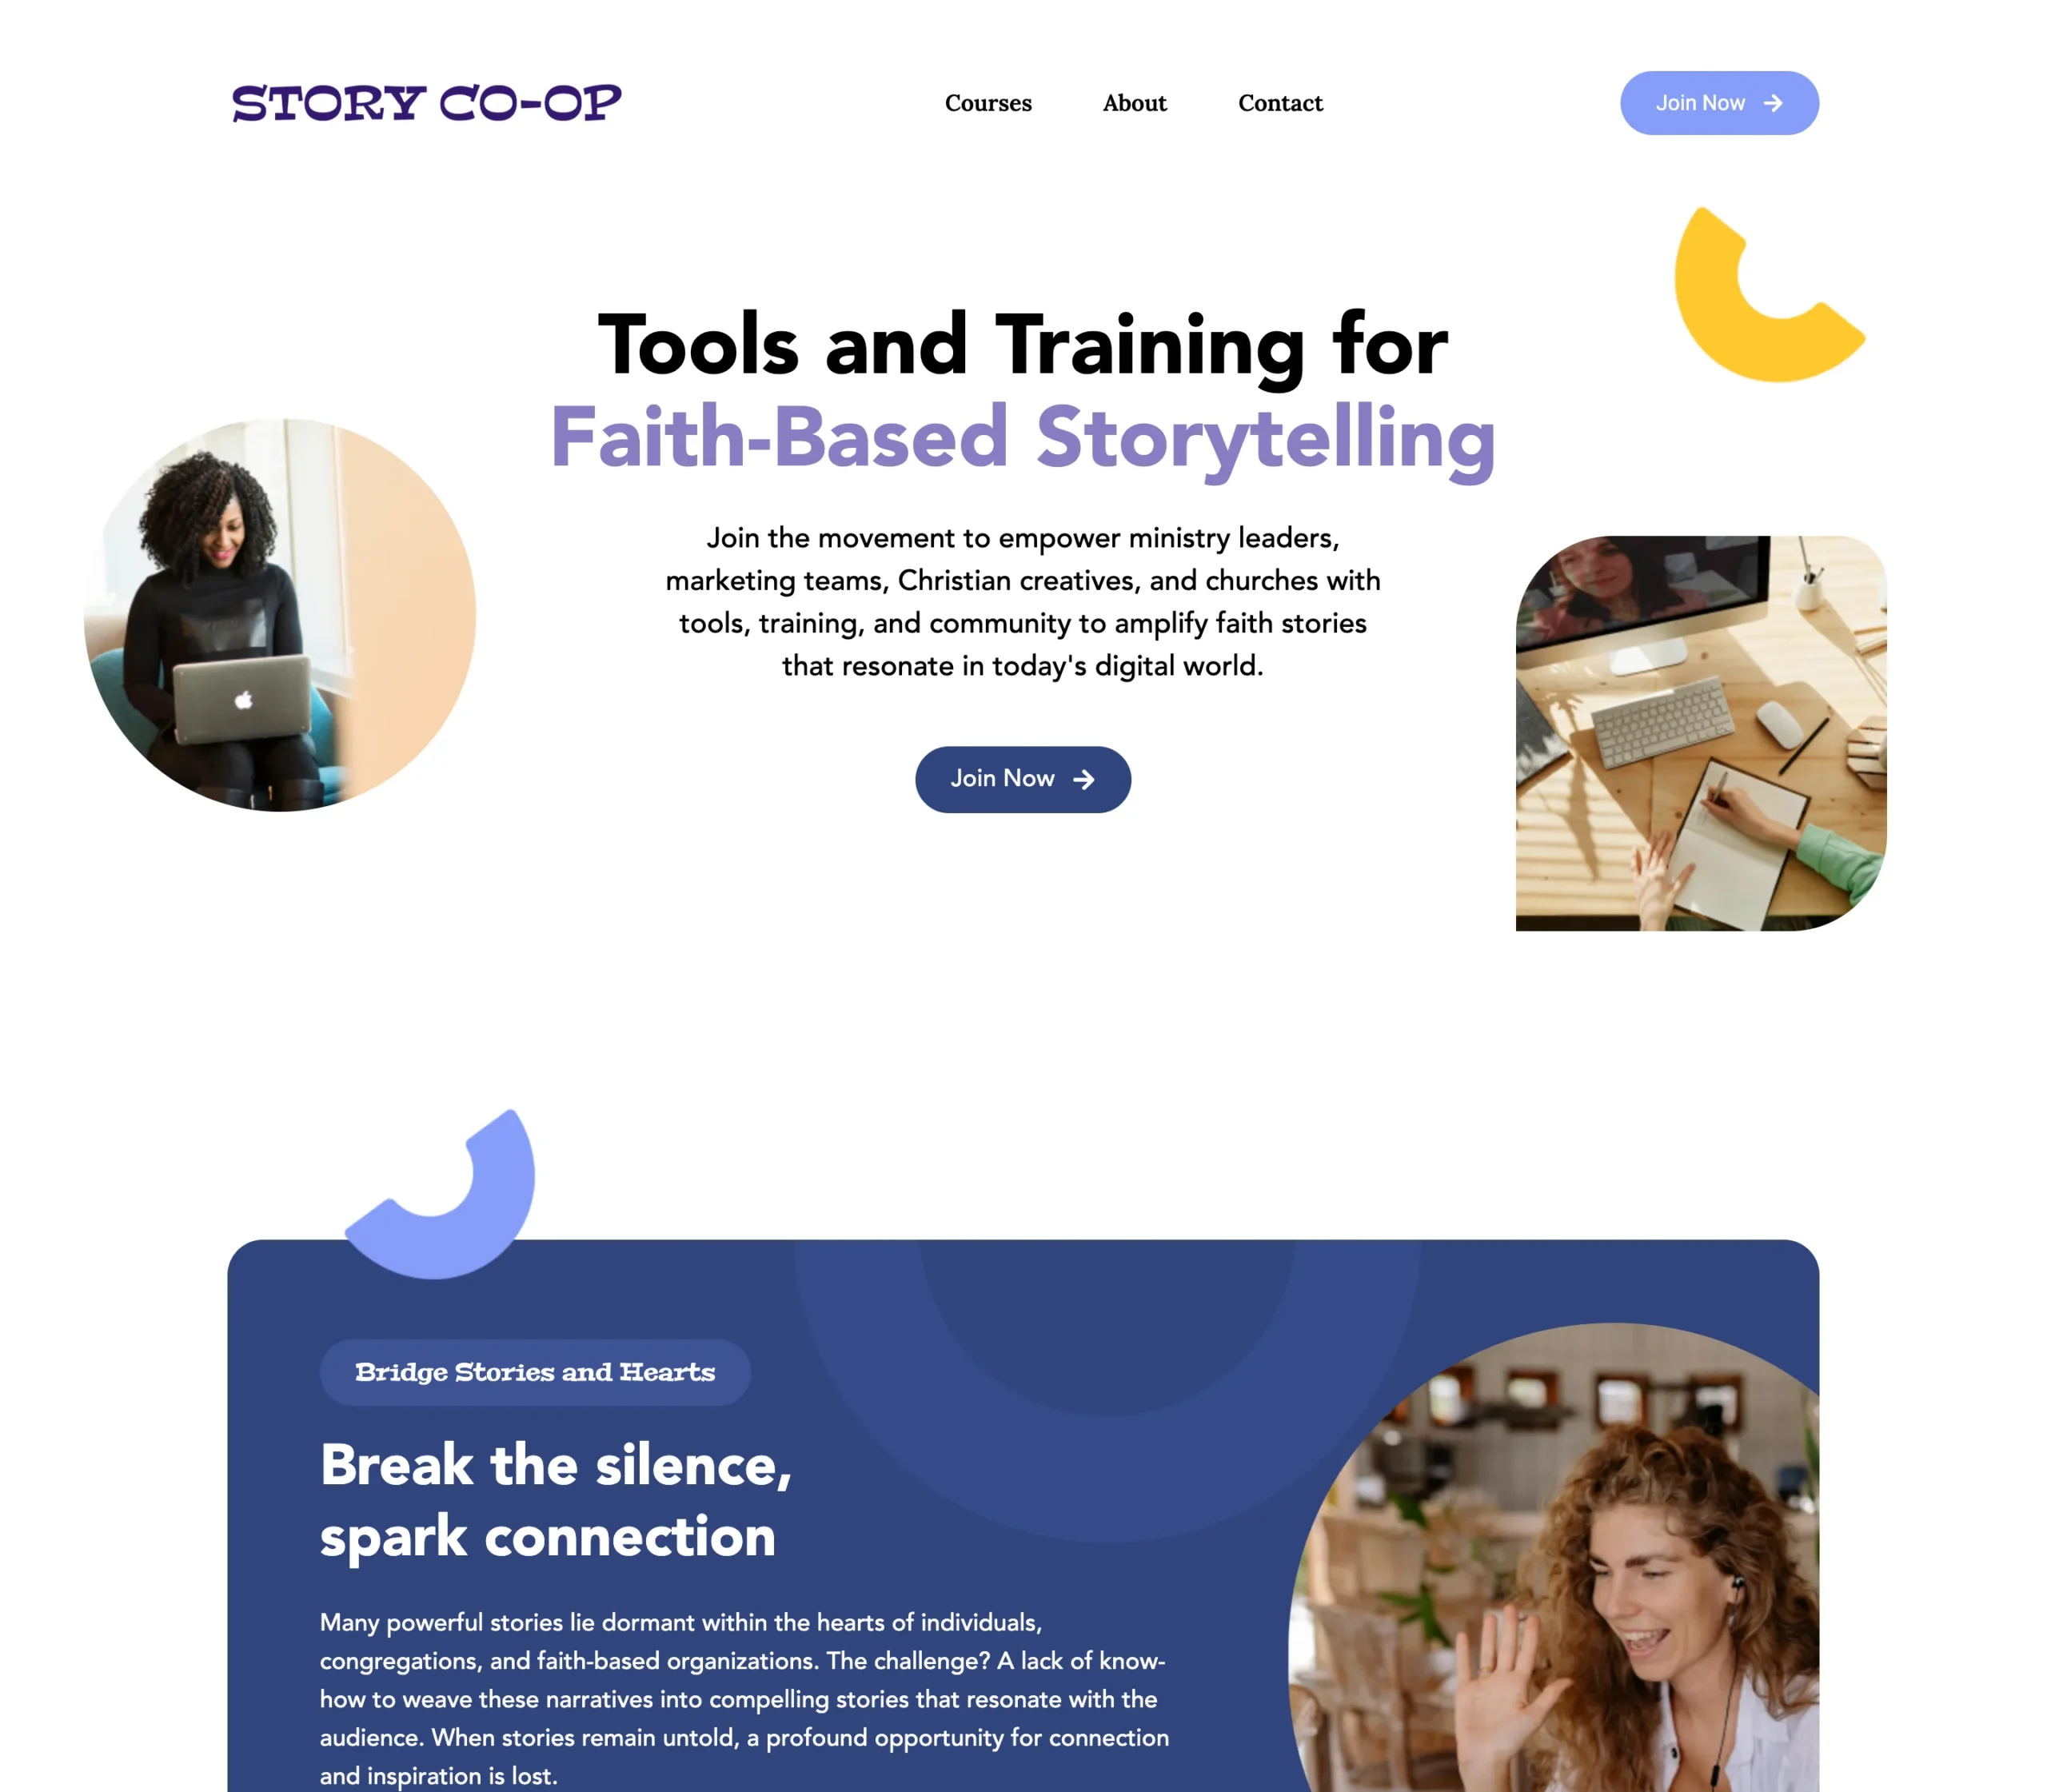 STORY CO-OP
Courses
About
Contact
Join Now
Tools and Training for
Faith-Based Storytelling
Join the movement to empower ministry leaders,
marketing teams, Christian creatives, and churches with
tools, training, and community to amplify faith stories
that resonate in today's digital world.
Join Now
Bridge Stories and Hearts
Break the silence,
spark connection
Many powerful stories lie dormant within the hearts of individuals,
congregations, and faith-based organizations. The challenge? A lack of know-
how to weave these narratives into compelling stories that resonate with the
audience. When stories remain untold, a profound opportunity for connection
and inspiration is lost.